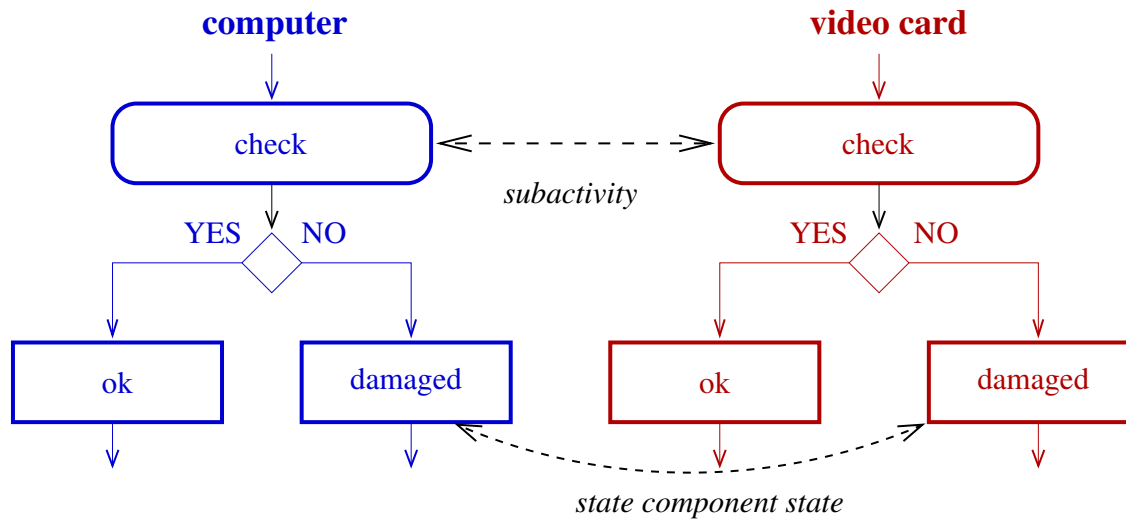 computer
video card
check
check
subactivity
YES
NO
YES
NO
ok
damaged
ok
damaged
state component state